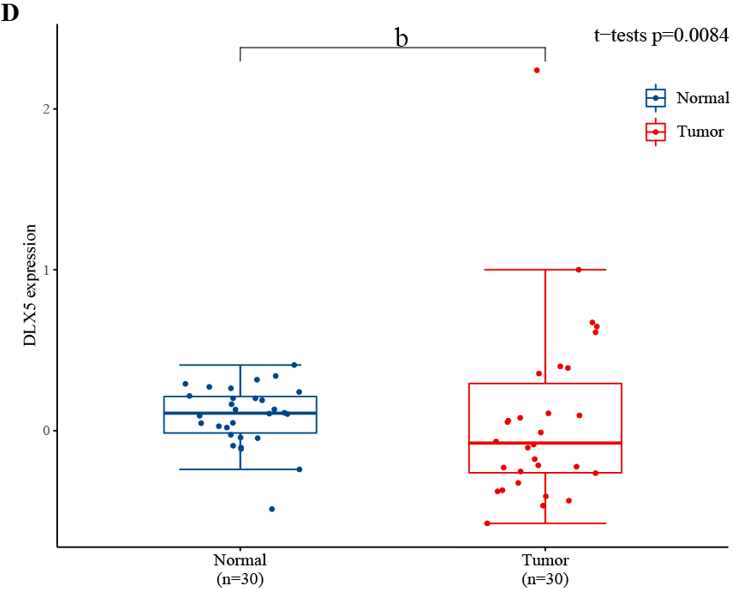 D
b
t-tests p=0.0084
Normal
Tumor
DLX5 expression
2
1
0
Normal
(n=30)
Tumor
(n=30)